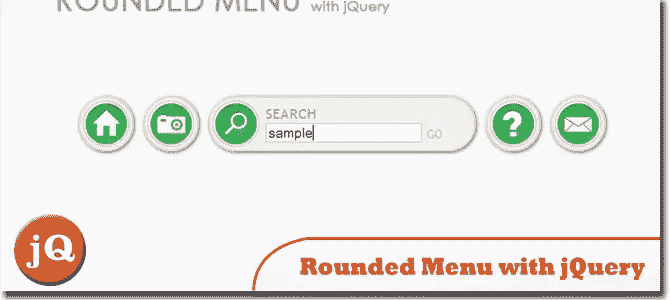 ROUNDED MENU with jQuery
SEARCH
sample
GO
?
jQ
Rounded Menu with jQuery